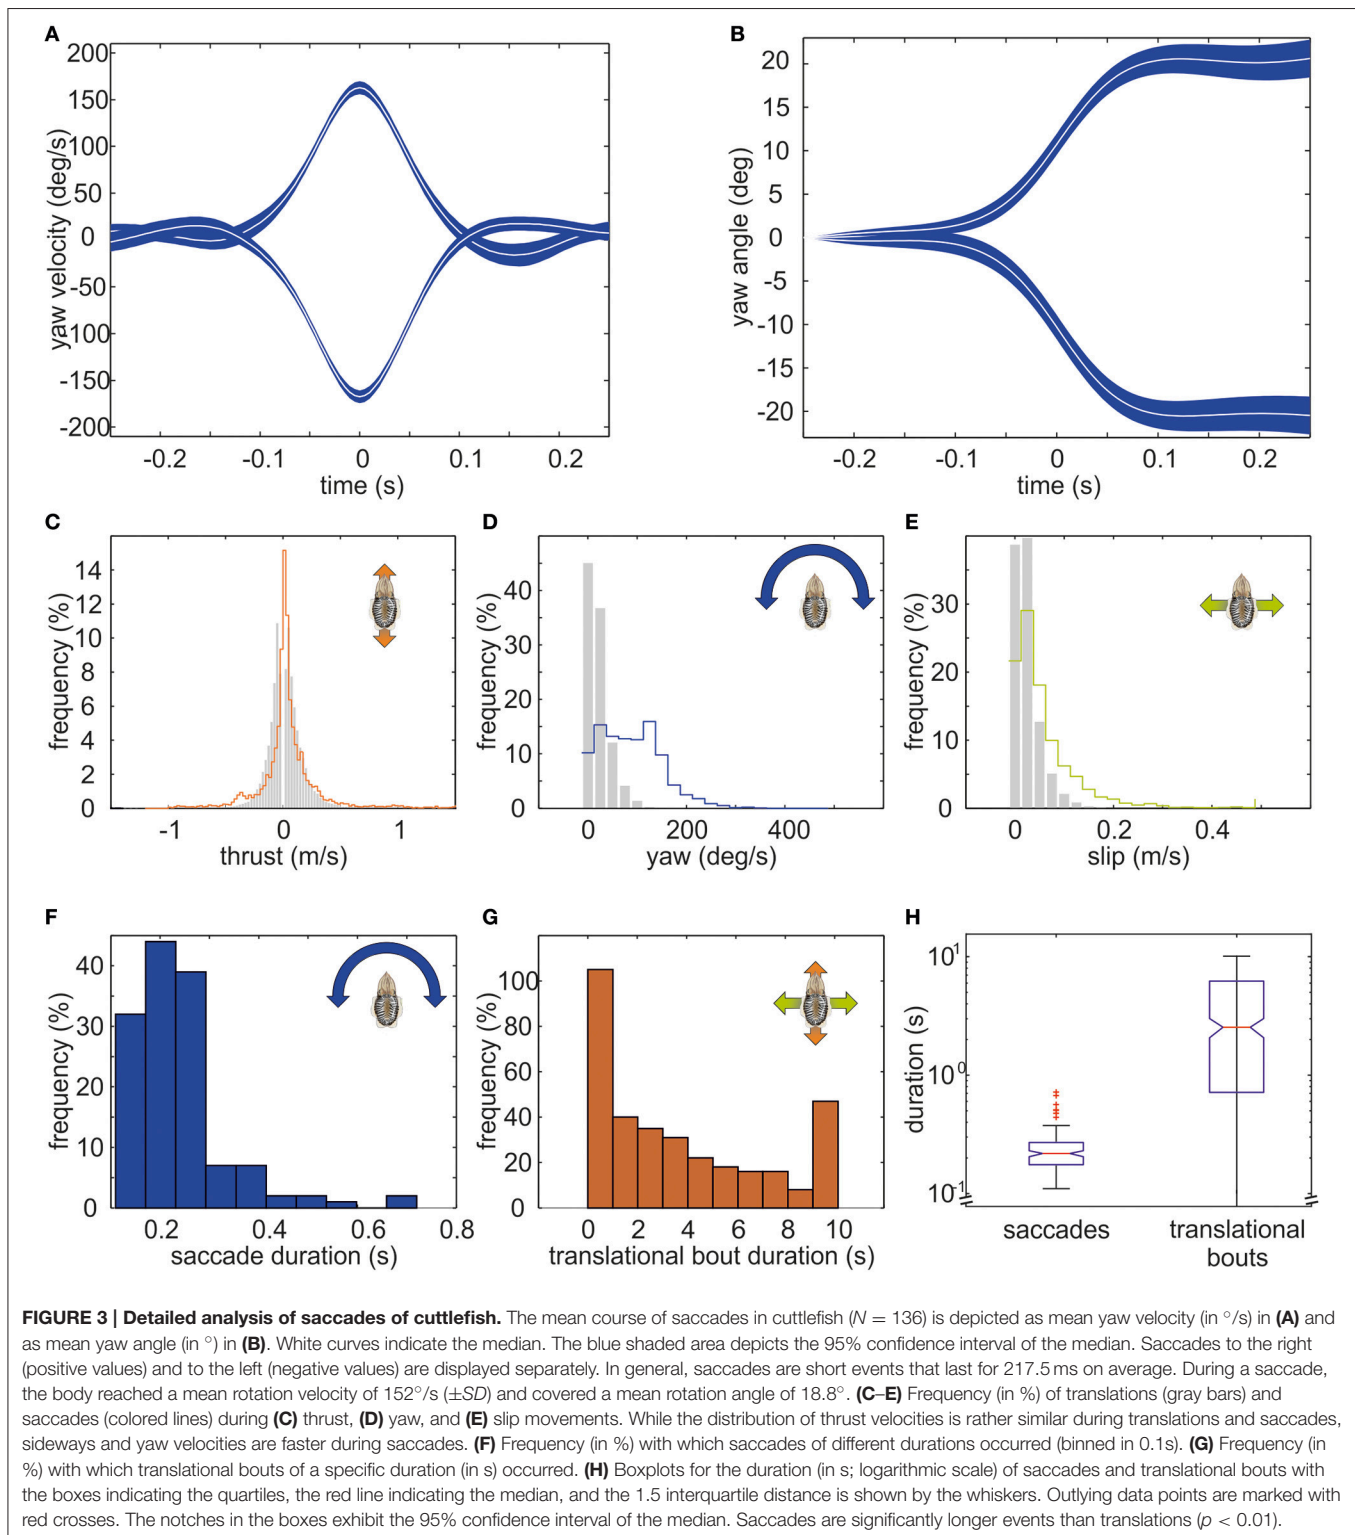 A
200
150
100
50
0
-50
-100
-150
-200
yaw velocity (deg/s)
-0.2
-0.1
0
0.1
0.2
time (s)
B
20
15
10
5
0
-5
-10
-15
-20
yaw angle (deg)
-0.2
-0.1
0
0.1
0.2
time (s)
C
14
12
10
8
6
4
2
0
frequency (%)
-1
0
1
thrust (m/s)
D
40
30
20
10
0
frequency (%)
0
200
400
yaw (deg/s)
E
30
20
10
0
frequency (%)
0
0.2
0.4
slip (m/s)
F
40
30
20
10
0
frequency (%)
0.2
0.4
0.6
0.8
saccade duration (s)
G
100
80
60
40
20
0
frequency (%)
0
2
4
6
8
10
translational bout duration (s)
H
10¹
10⁰
10⁻¹
duration (s)
saccades
translational
bouts
FIGURE 3 | Detailed analysis of saccades of cuttlefish. The mean course of saccades in cuttlefish (N = 136) is depicted as mean yaw velocity (in °/s) in (A) and
as mean yaw angle (in °) in (B). White curves indicate the median. The blue shaded area depicts the 95% confidence interval of the median. Saccades to the right
(positive values) and to the left (negative values) are displayed separately. In general, saccades are short events that last for 217.5 ms on average. During a saccade,
the body reached a mean rotation velocity of 152°/s (±SD) and covered a mean rotation angle of 18.8°. (C–E) Frequency (in %) of translations (gray bars) and
saccades (colored lines) during (C) thrust, (D) yaw, and (E) slip movements. While the distribution of thrust velocities is rather similar during translations and saccades,
sideways and yaw velocities are faster during saccades. (F) Frequency (in %) with which saccades of different durations occurred (binned in 0.1s). (G) Frequency (in
%) with which translational bouts of a specific duration (in s) occurred. (H) Boxplots for the duration (in s; logarithmic scale) of saccades and translational bouts with
the boxes indicating the quartiles, the red line indicating the median, and the 1.5 interquartile distance is shown by the whiskers. Outlying data points are marked with
red crosses. The notches in the boxes exhibit the 95% confidence interval of the median. Saccades are significantly longer events than translations (p < 0.01).